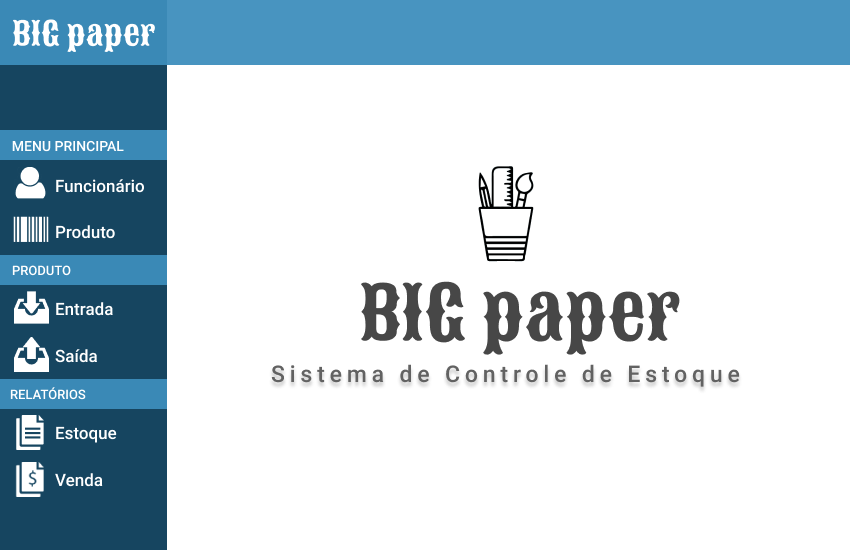 BIG paper
MENU PRINCIPAL
Funcionário
Produto
PRODUTO
Entrada
Saída
RELATÓRIOS
Estoque
$ Venda
BIG paper
Sistema de Controle de Estoque